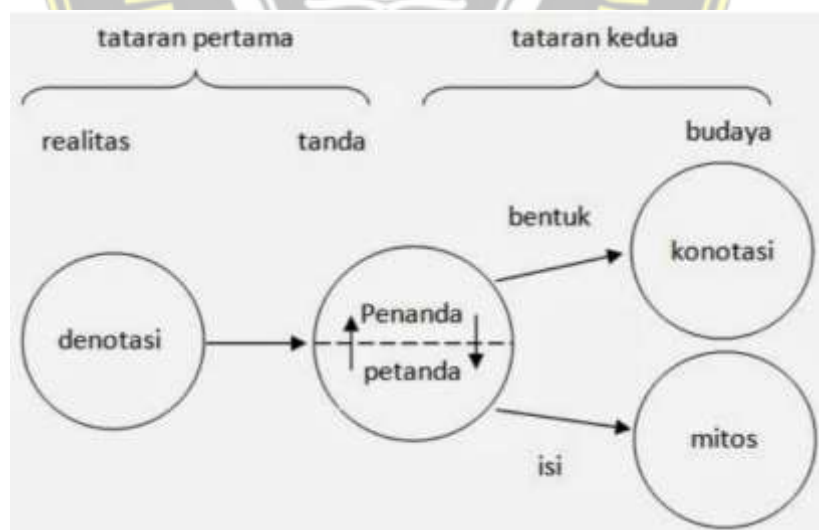 tataran pertama
tataran kedua
realitas
tanda
budaya
bentuk
konotasi
denotasi
Penanda
petanda
isi
mitos